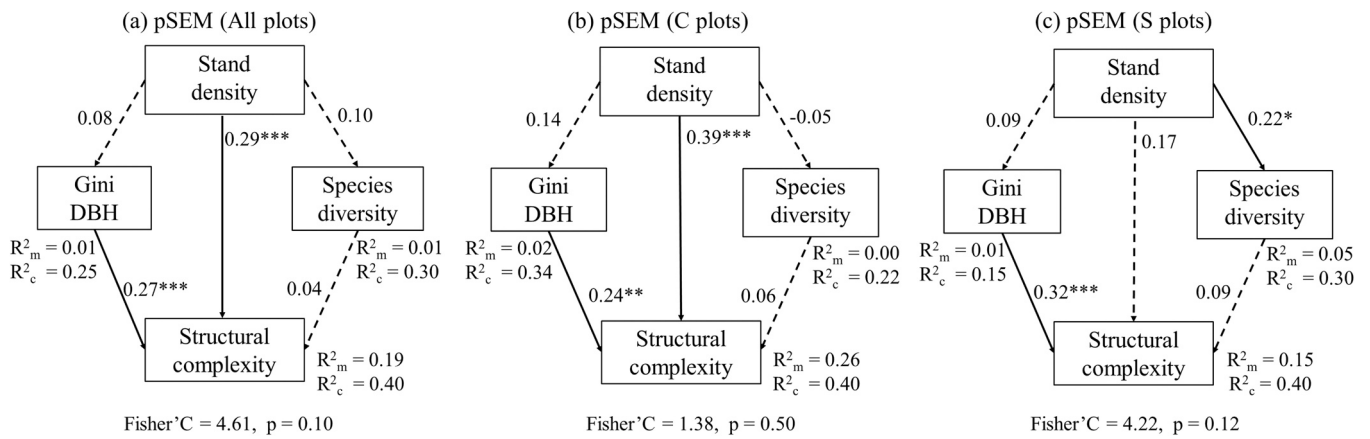 (a) pSEM (All plots)
Stand
density
0.08
0.10
0.29***
Gini
DBH
Species
diversity
R²m = 0.01
R²c = 0.25
R²m = 0.01
R²c = 0.30
0.27***
0.04
Structural
complexity
R²m = 0.19
R²c = 0.40
Fisher’C = 4.61, p = 0.10
(b) pSEM (C plots)
Stand
density
0.14
-0.05
0.39***
Gini
DBH
Species
diversity
R²m = 0.02
R²c = 0.34
R²m = 0.00
R²c = 0.22
0.24**
0.06
Structural
complexity
R²m = 0.26
R²c = 0.40
Fisher’C = 1.38, p = 0.50
(c) pSEM (S plots)
Stand
density
0.09
0.22*
0.17
Gini
DBH
Species
diversity
R²m = 0.01
R²c = 0.15
R²m = 0.05
R²c = 0.30
0.32***
0.09
Structural
complexity
R²m = 0.15
R²c = 0.40
Fisher’C = 4.22, p = 0.12